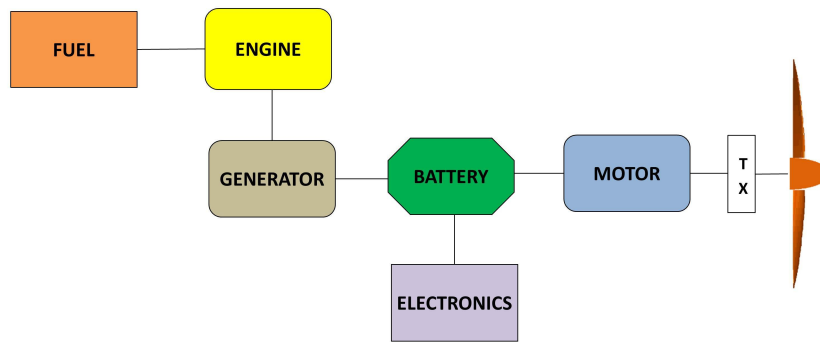 FUEL
ENGINE
GENERATOR
BATTERY
MOTOR
T
X
ELECTRONICS